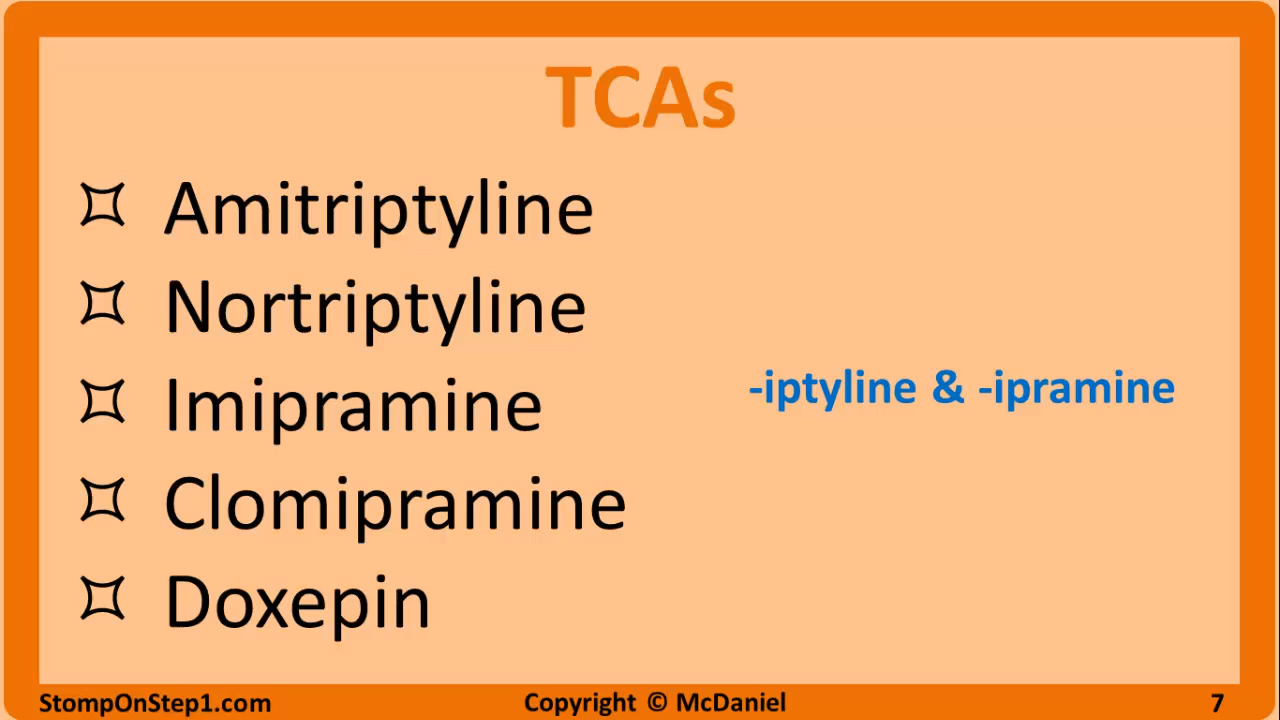 TCAs
Amitriptyline
Nortriptyline
Imipramine
-iptyline & -ipramine
Clomipramine
Doxepin
StompOnStep1.com
Copyright © McDaniel
7